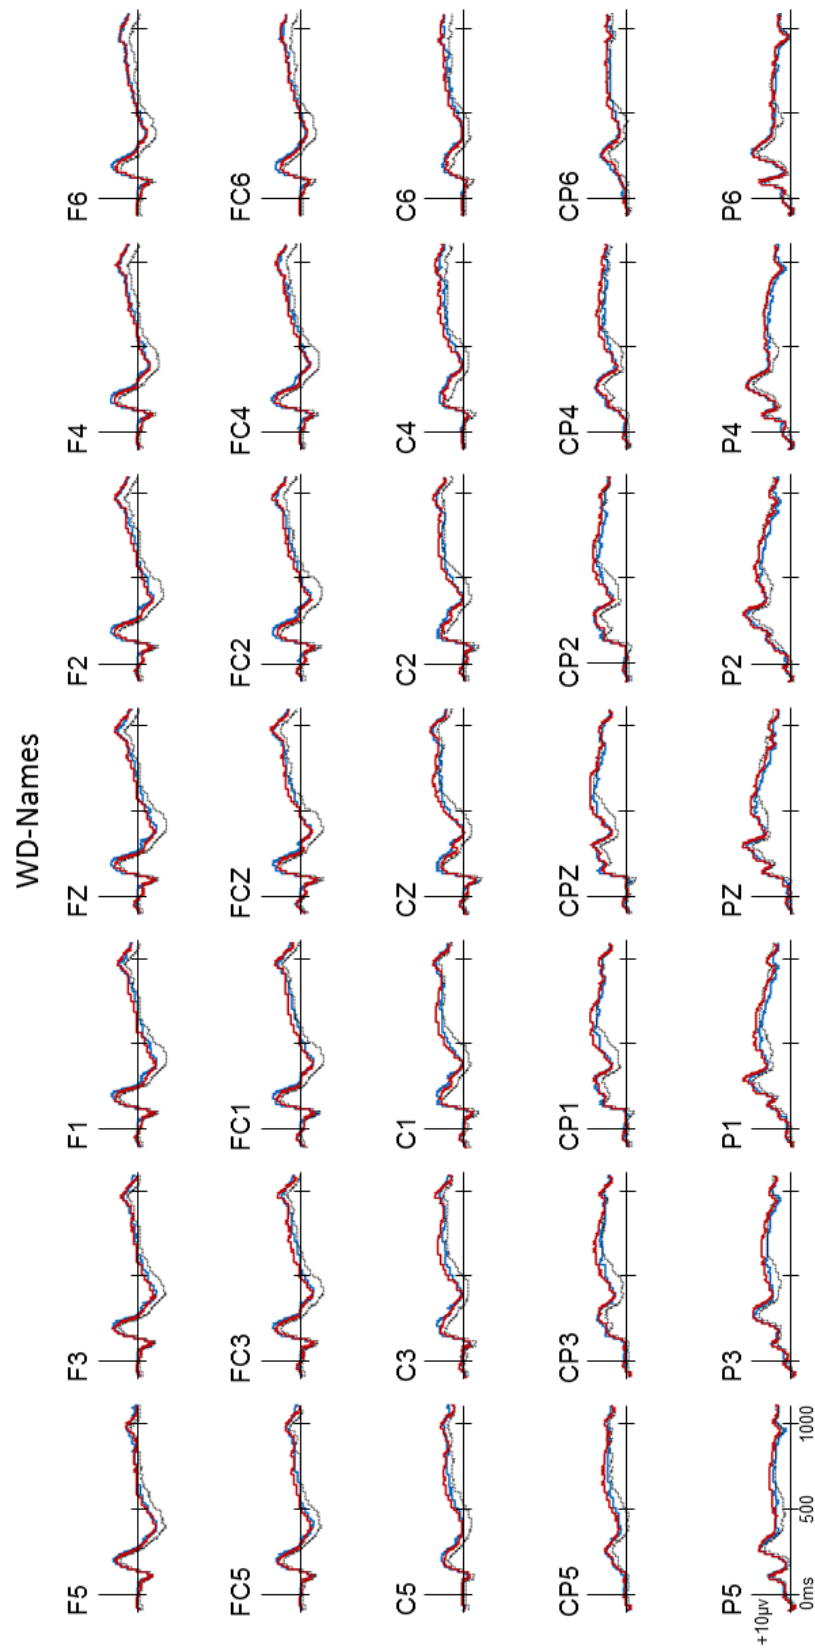 WD-Names
F5 F3 F1 FZ F2 F4 F6
FC5 FC3 FC1 FCZ FC2 FC4 FC6
C5 C3 C1 CZ C2 C4 C6
CP5 CP3 CP1 CPZ CP2 CP4 CP6
P5 P3 P1 PZ P2 P4 P6
+10µv
0ms 500 1000